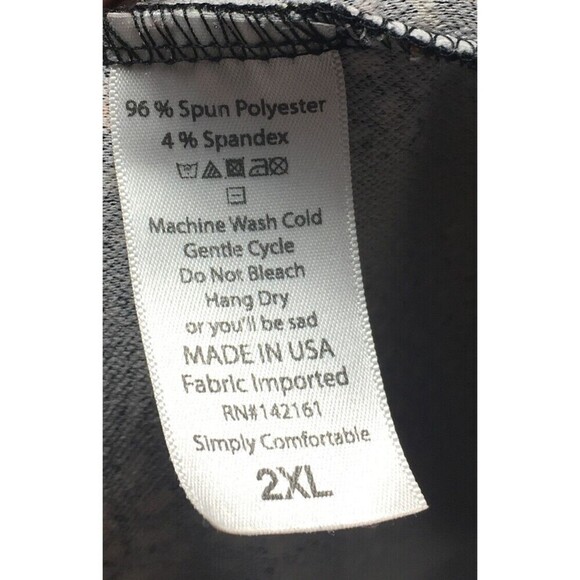 96 % Spun Polyester
4 % Spandex
Machine Wash Cold
Gentle Cycle
Do Not Bleach
Hang Dry
or you'll be sad
MADE IN USA
Fabric Imported
RN#142161
Simply Comfortable
2XL